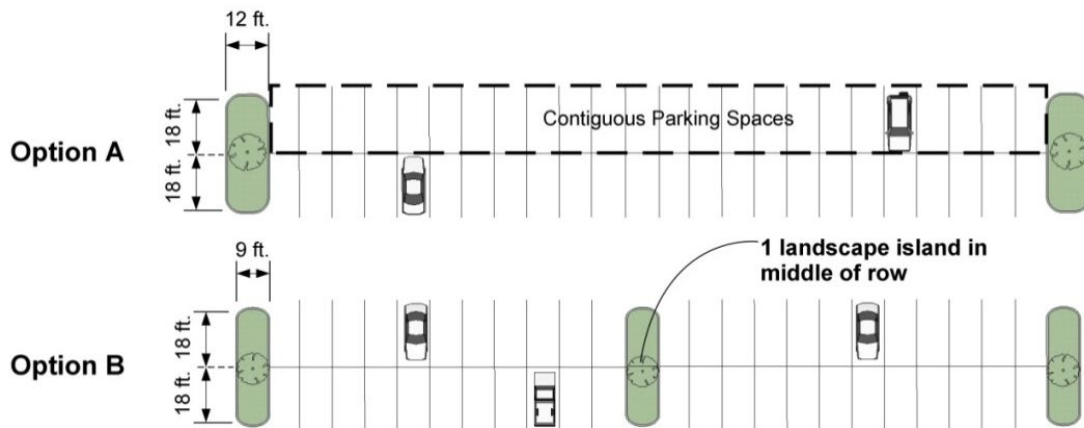 12 ft.
Option A
18 ft.
18 ft.
Contiguous Parking Spaces
9 ft.
1 landscape island in
middle of row
Option B
18 ft.
18 ft.